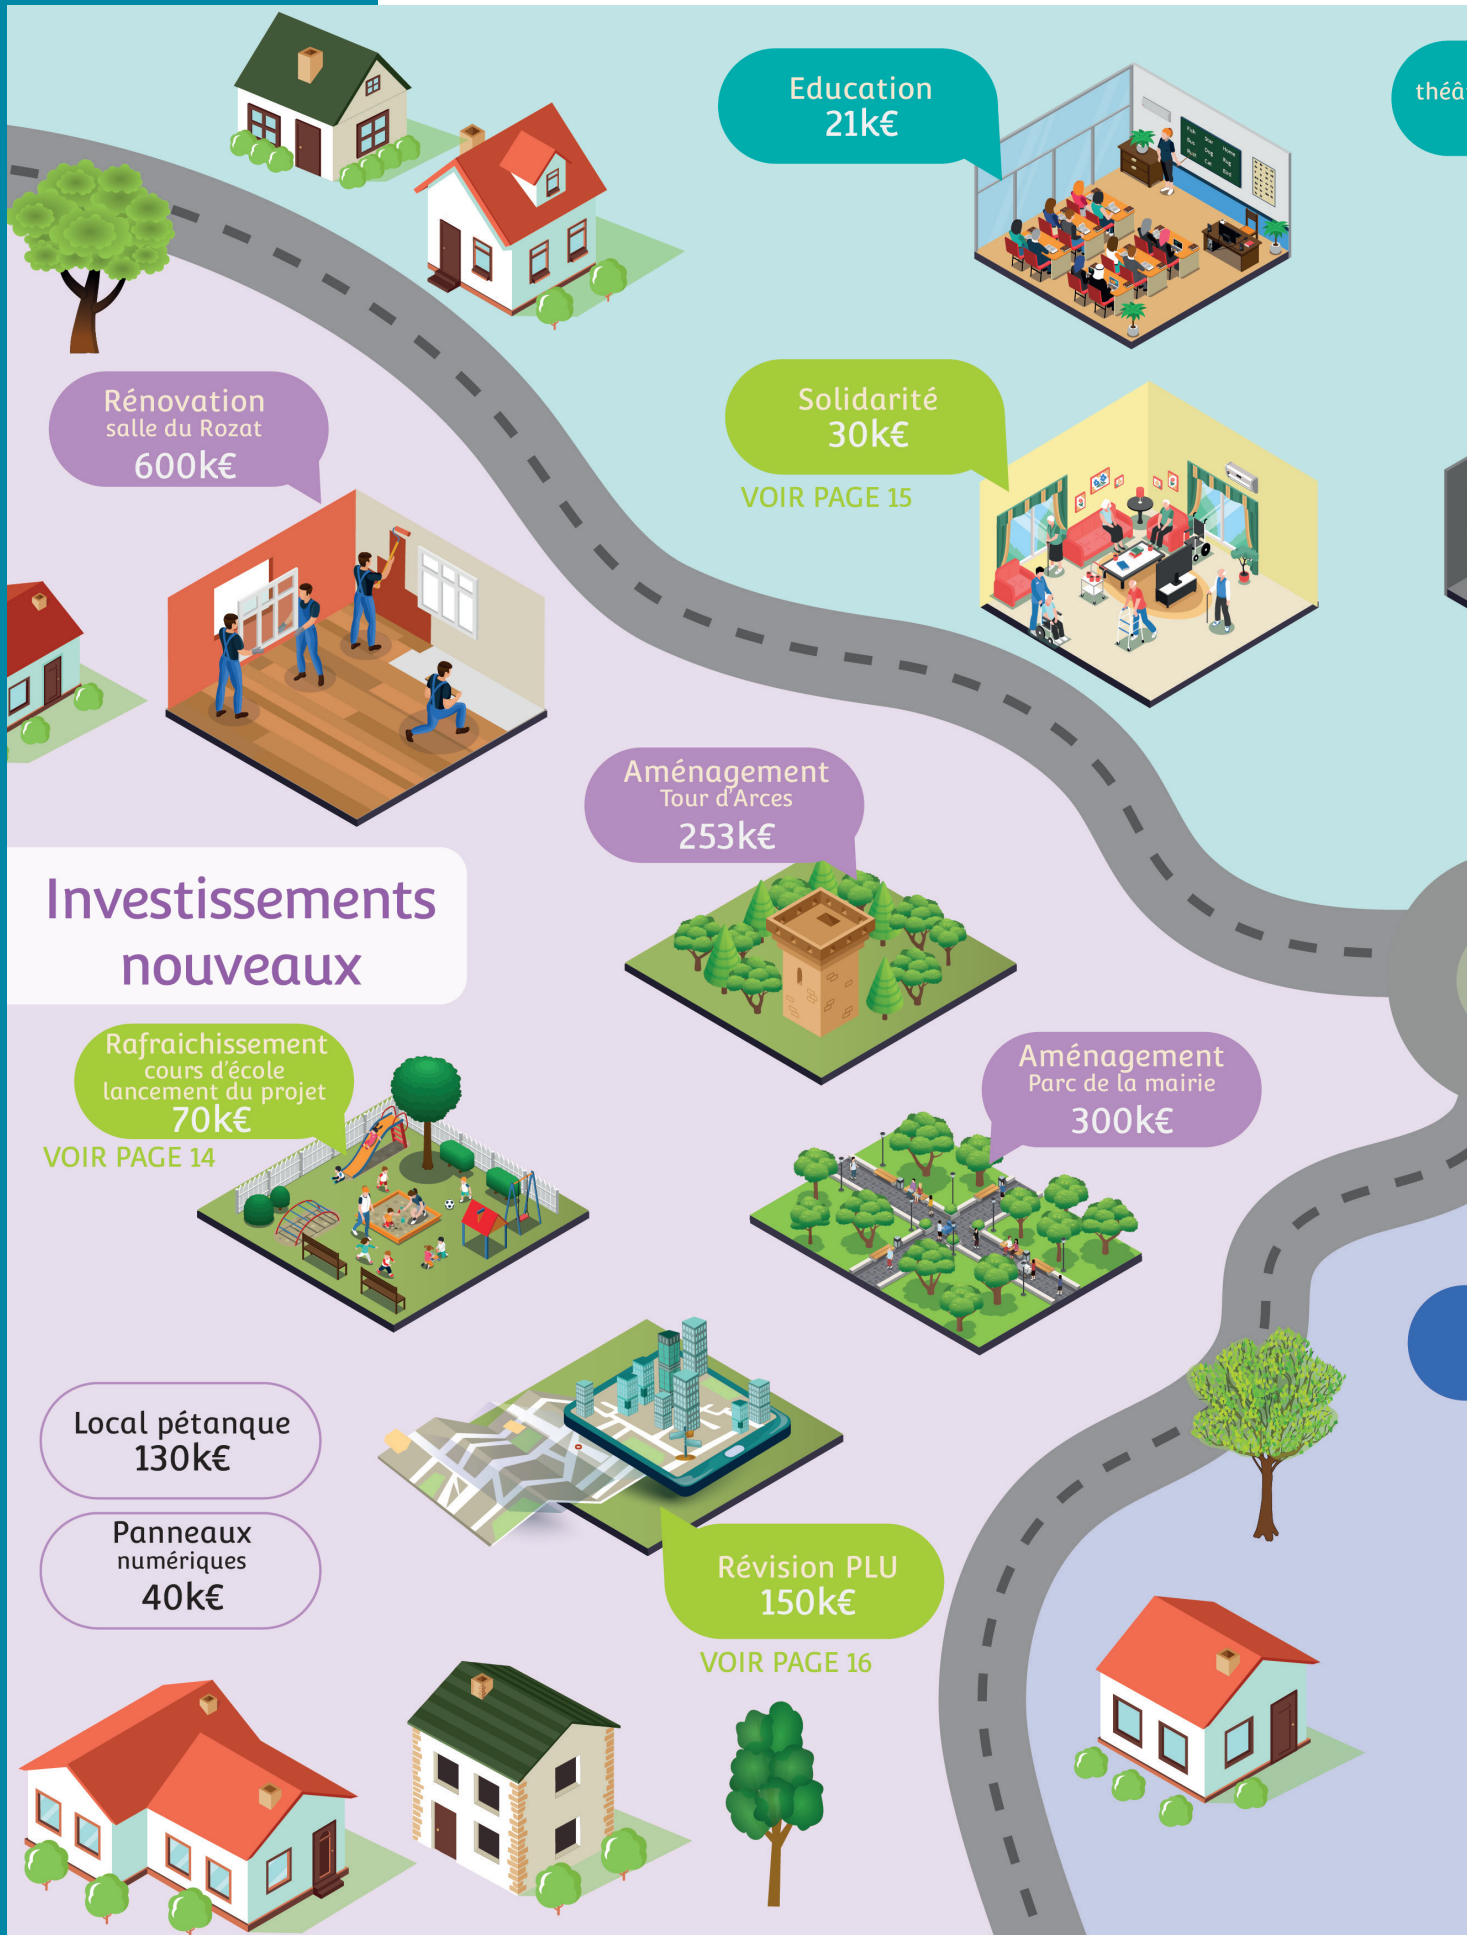 Education
21k€
théâ
Rénovation
salle du Rozat
600k€
Solidarité
30k€
VOIR PAGE 15
Aménagement
Tour d'Arces
253k€
Investissements
nouveaux
Rafraichissement
cours d'école
lancement du projet
70k€
VOIR PAGE 14
Aménagement
Parc de la mairie
300k€
Local pétanque
130k€
Panneaux
numériques
40k€
Révision PLU
150k€
VOIR PAGE 16